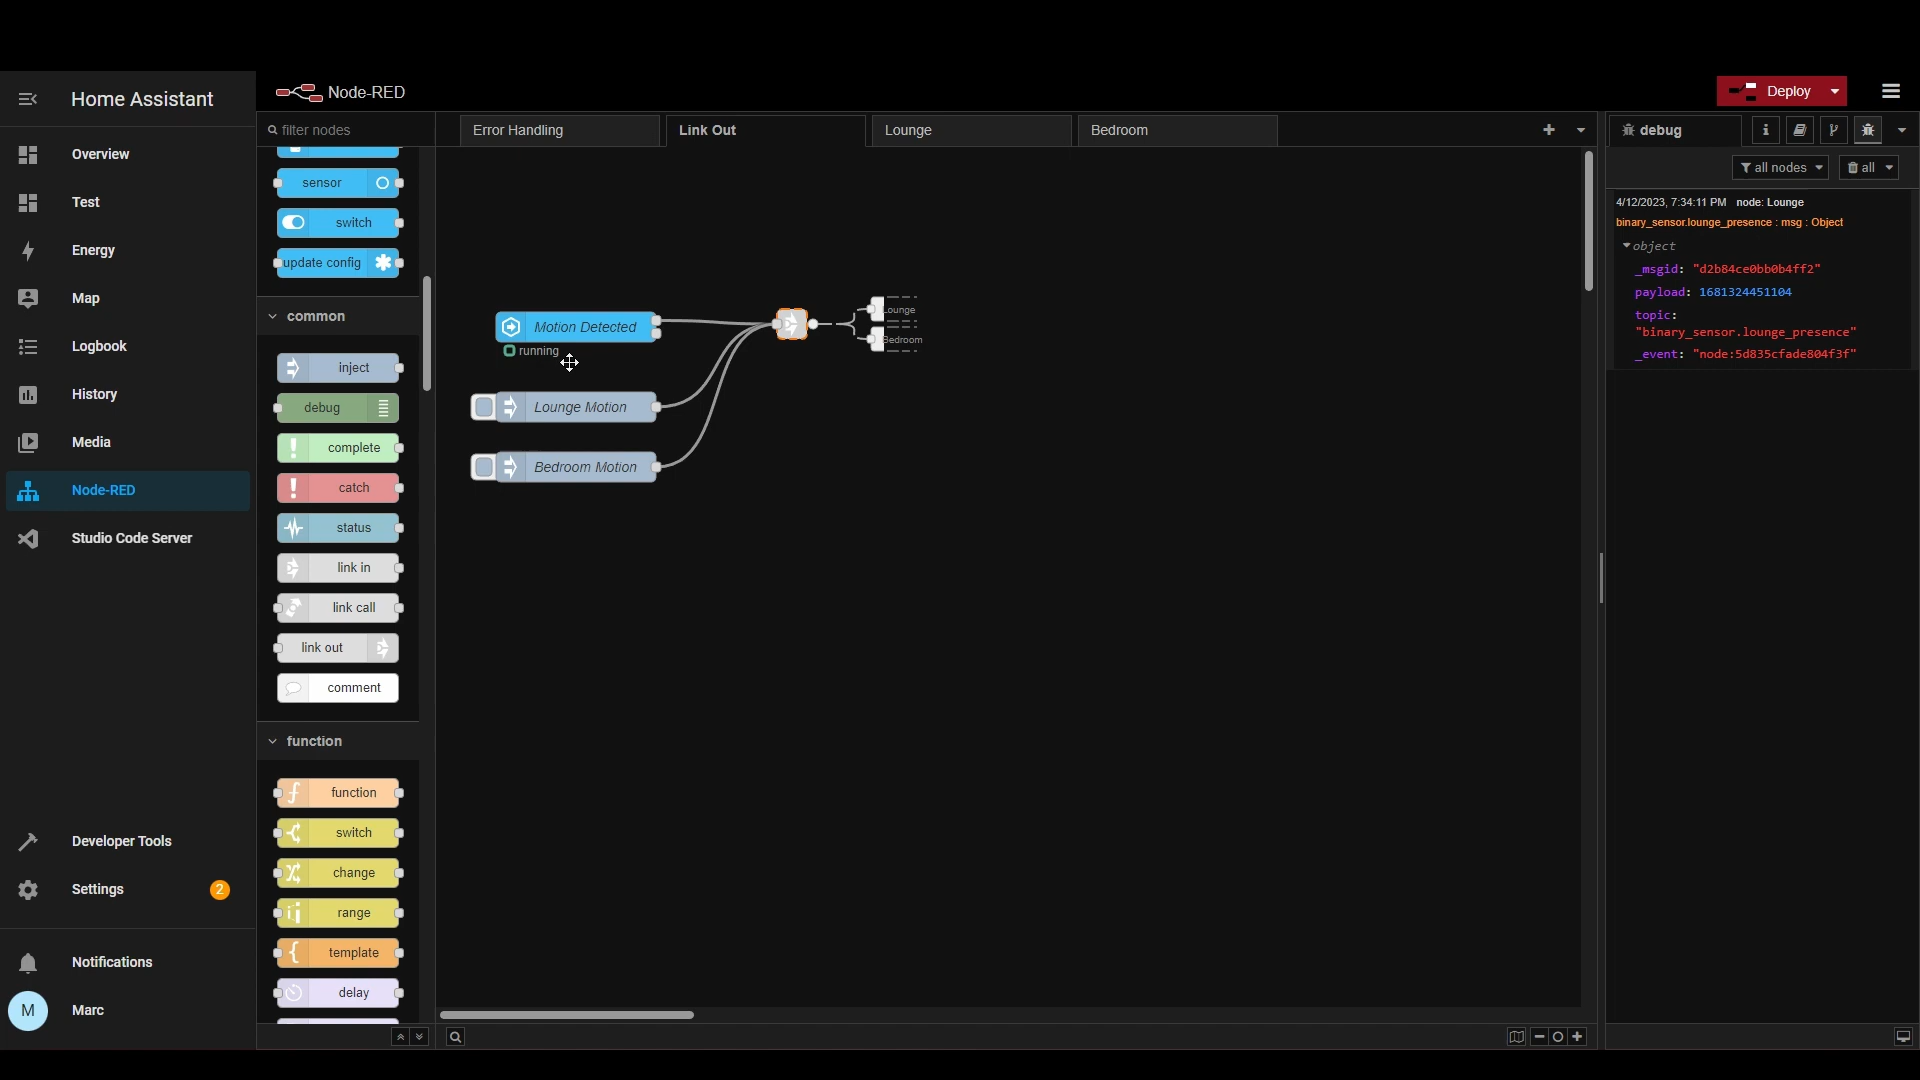 Home Assistant
Overview
Test
Energy
Map
Logbook
History
Media
Node-RED
Studio Code Server
Developer Tools
Settings
2
Notifications
M
Marc
Node-RED
Deploy
filter nodes
sensor
switch
update config
common
inject
debug
complete
catch
status
link in
link call
link out
comment
function
function
switch
change
range
template
delay
Error Handling
Link Out
Lounge
Bedroom
Motion Detected
running
Lounge Motion
Bedroom Motion
Lounge
Bedroom
debug
all nodes
all
4/12/2023, 7:34:11 PM node: Lounge
binary_sensor.lounge_presence : msg : Object
object
_msgid: "d2b84ce0bb0b4ff2"
payload: 1681324451104
topic:
"binary_sensor.lounge_presence"
_event: "node:5d835cfade804f3f"